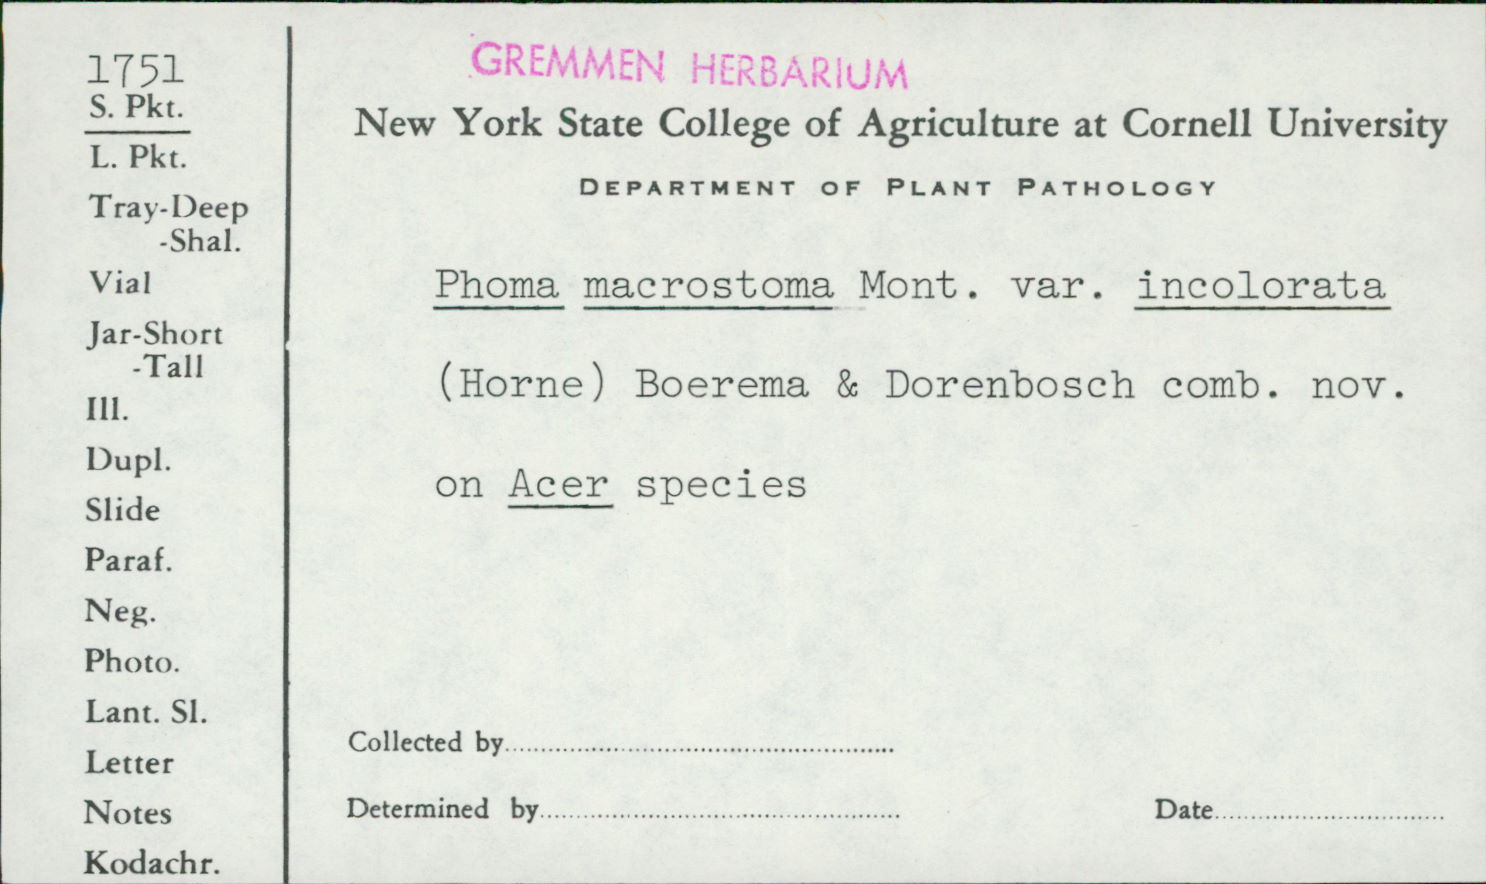 1751
S. Pkt.
L. Pkt.
Tray-Deep
-Shal.
Vial
Jar-Short
-Tall
Ill.
Dupl.
Slide
Paraf.
Neg.
Photo.
Lant. Sl.
Letter
Notes
Kodachr.
GREMMEN HERBARIUM
New York State College of Agriculture at Cornell University
DEPARTMENT OF PLANT PATHOLOGY
Phoma macrostoma Mont. var. incolorata
(Horne) Boerema & Dorenbosch comb. nov.
on Acer species
Collected by
Determined by
Date